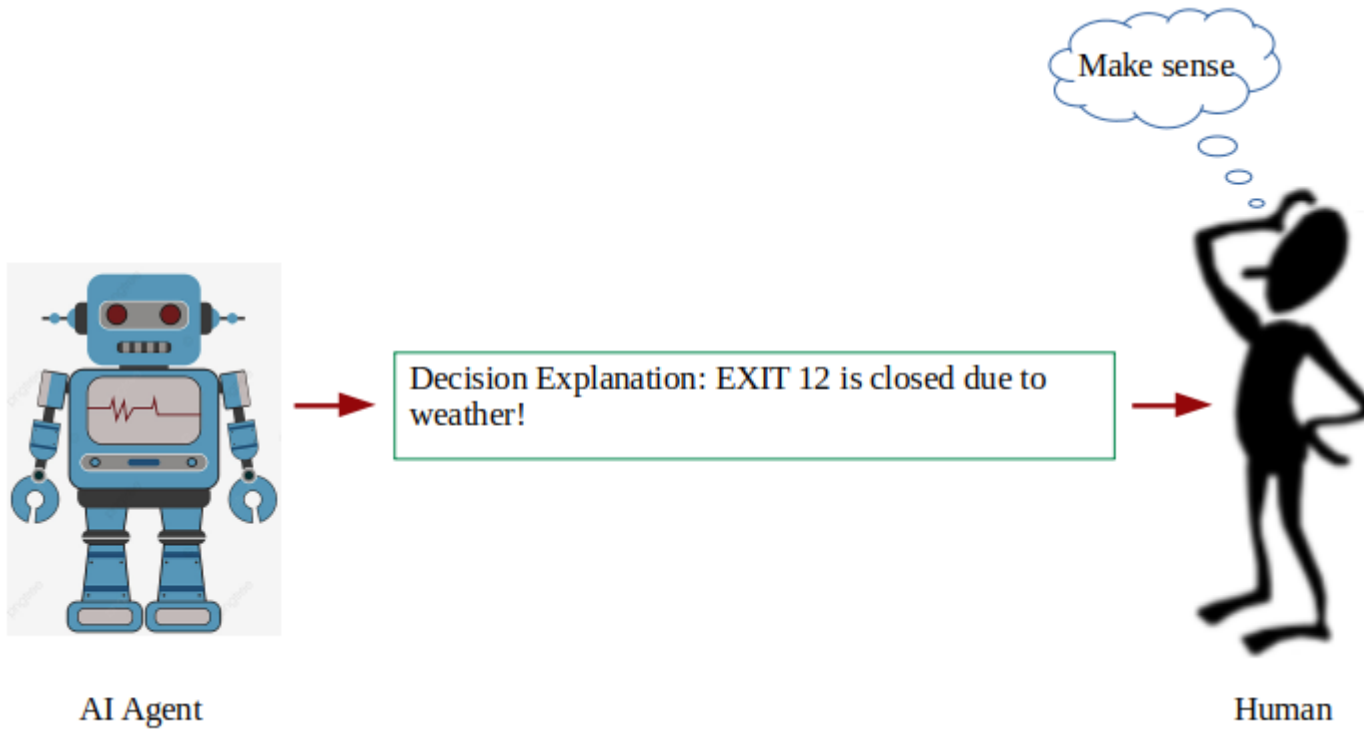 Make sense
Decision Explanation: EXIT 12 is closed due to
weather!
AI Agent
Human